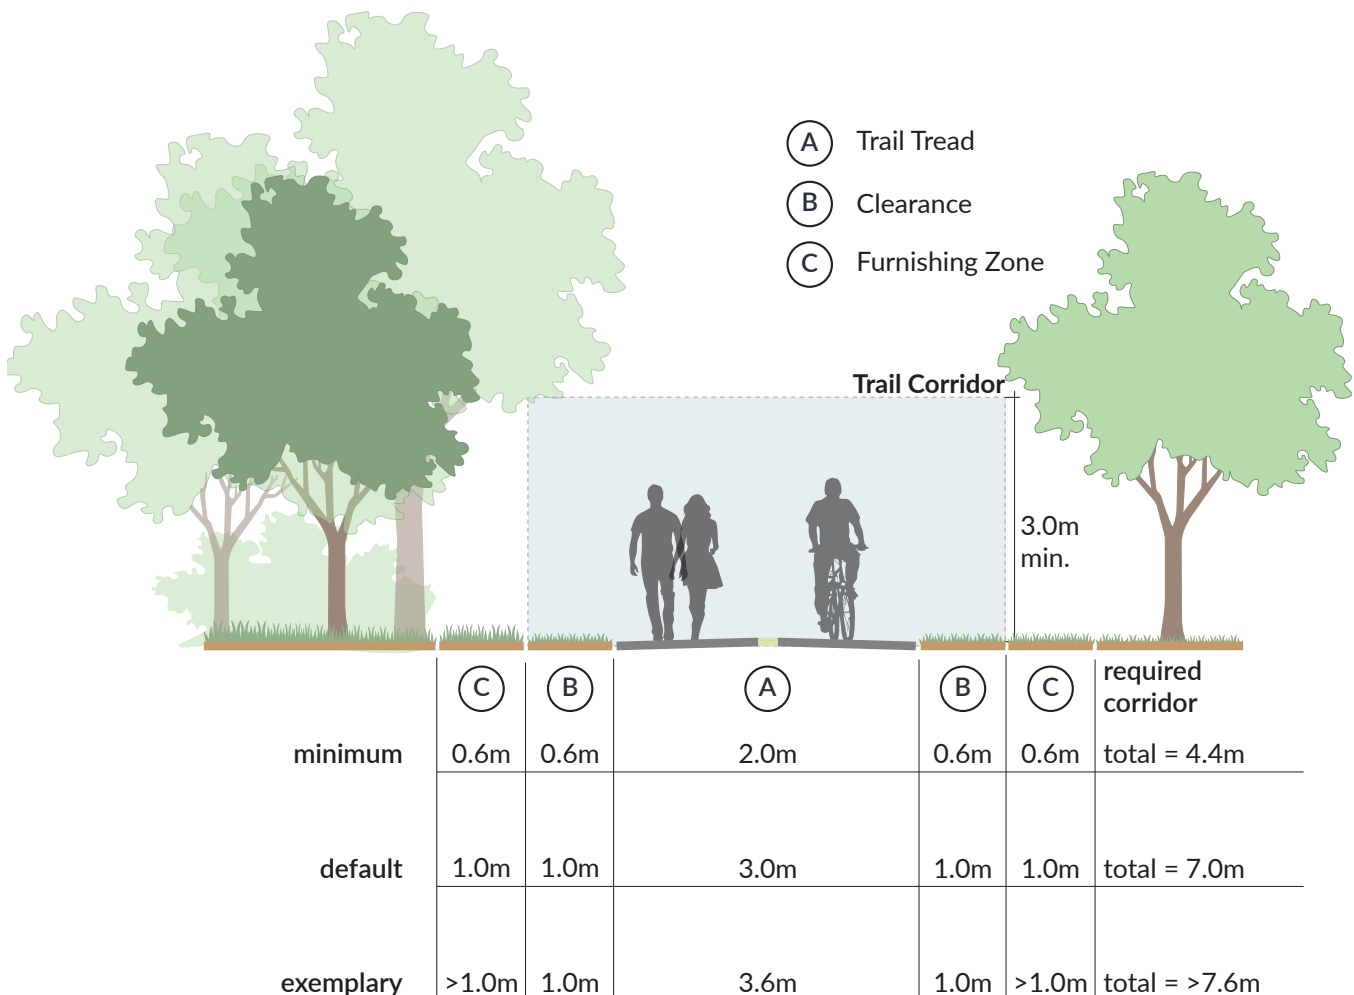 A Trail Tread
B Clearance
C Furnishing Zone
Trail Corridor
3.0m
min.
C B A B C required
corridor
minimum 0.6m 0.6m 2.0m 0.6m 0.6m total = 4.4m
default 1.0m 1.0m 3.0m 1.0m 1.0m total = 7.0m
exemplary >1.0m 1.0m 3.6m 1.0m >1.0m total = >7.6m